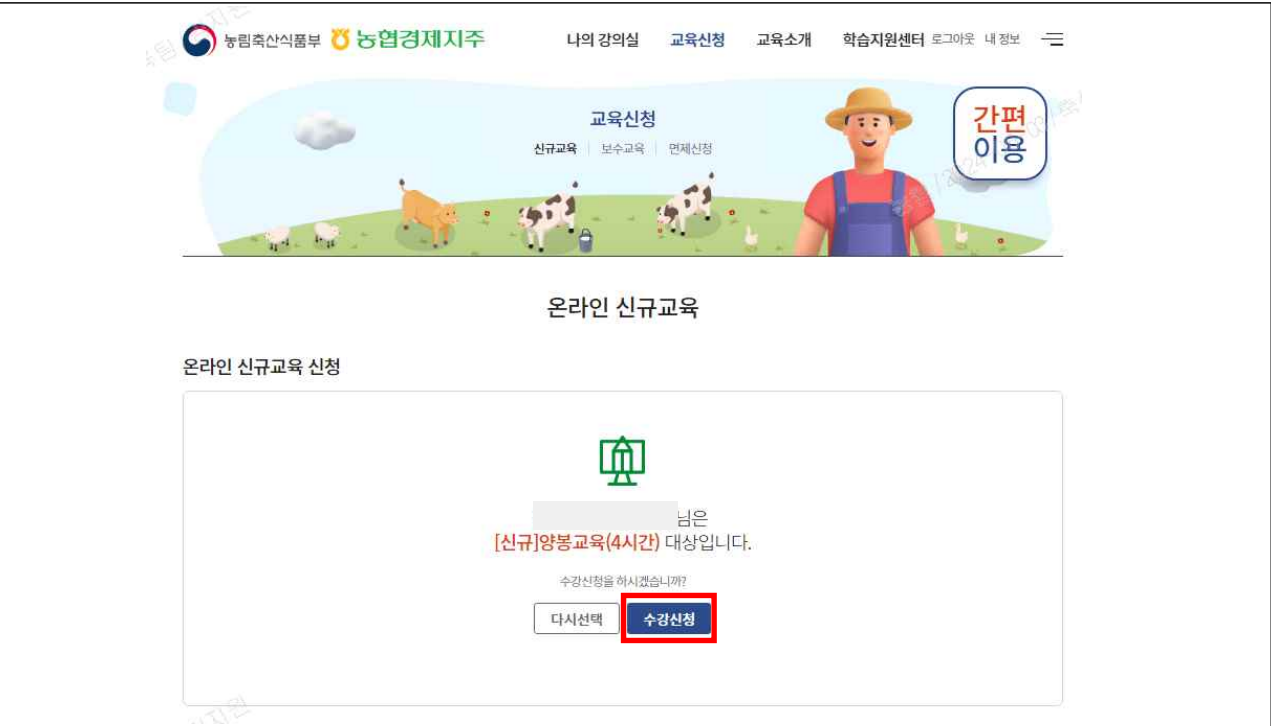 농림축산식품부 농협경제지주 나의 강의실 교육신청 교육소개 학습지원센터 로그아웃 내 정보
교육신청
신규교육 보수교육 면제신청
간편
이용
온라인 신규교육
온라인 신규교육 신청
님은
[신규]양봉교육(4시간) 대상입니다.
수강신청을 하시겠습니까?
다시선택 수강신청